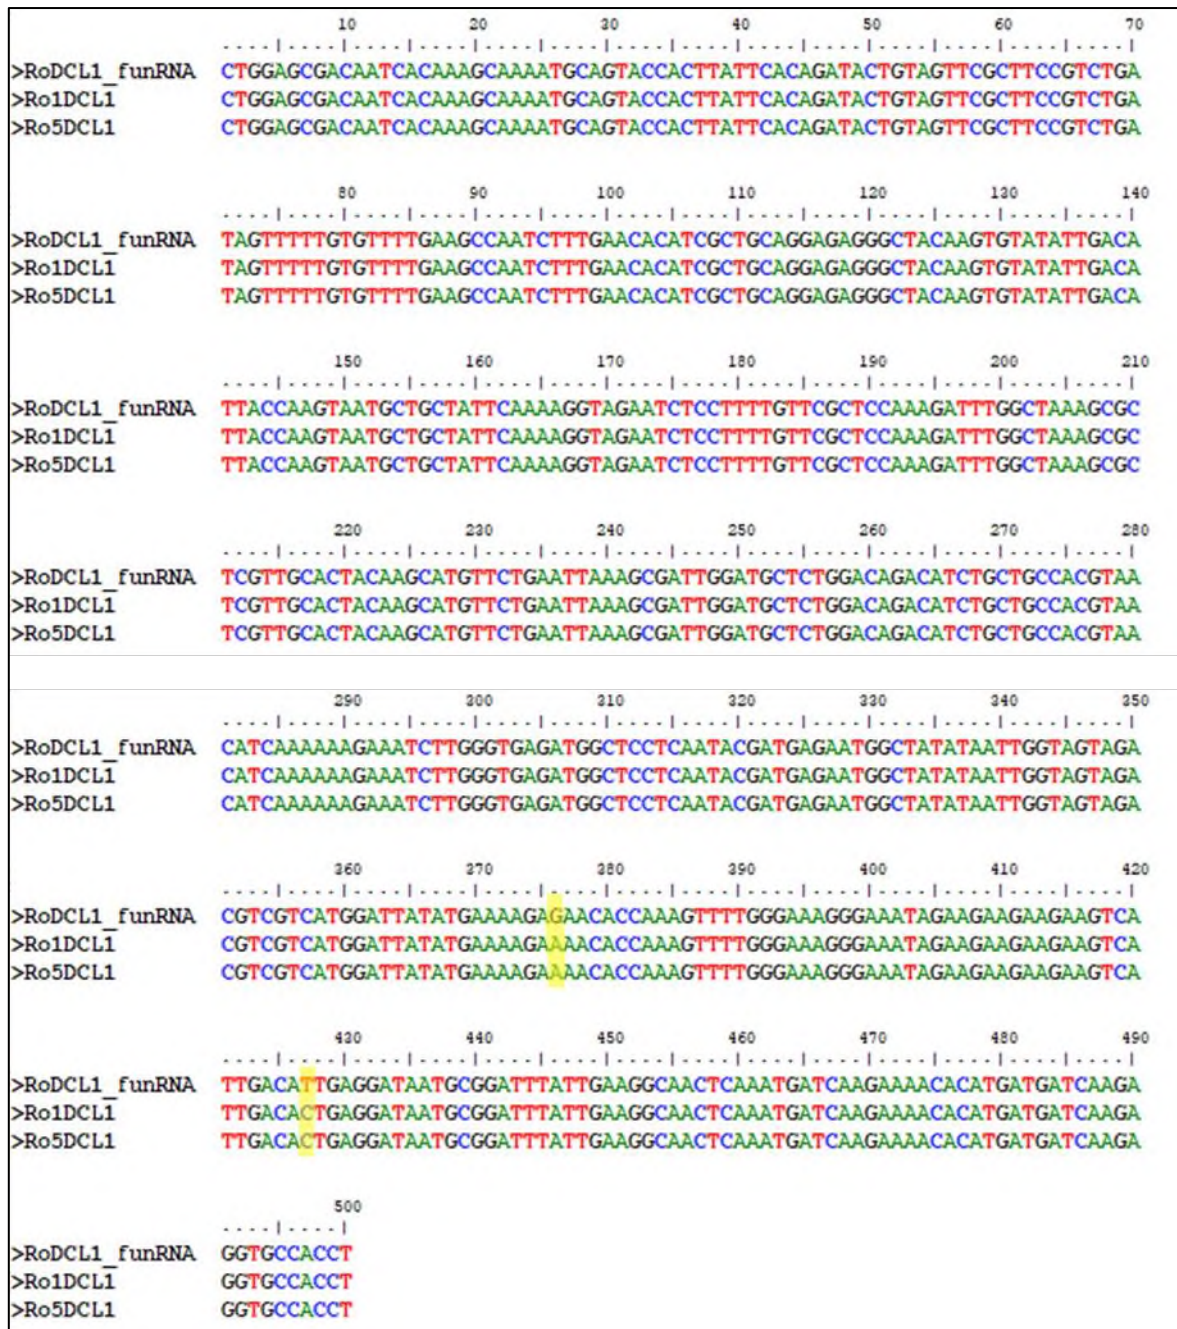 10 20 30 40 50 60 70
....|....|....|....|....|....|....|....|....|....|....|....|....|....|
>RoDCL1_funRNA CTGGAGCGACAATCACAAAGCAAAATGCAGTACCACTTATTCACAGATACTGTAGTTCGCTTCCGTCTGA
>Ro1DCL1 CTGGAGCGACAATCACAAAGCAAAATGCAGTACCACTTATTCACAGATACTGTAGTTCGCTTCCGTCTGA
>Ro5DCL1 CTGGAGCGACAATCACAAAGCAAAATGCAGTACCACTTATTCACAGATACTGTAGTTCGCTTCCGTCTGA
80 90 100 110 120 130 140
....|....|....|....|....|....|....|....|....|....|....|....|....|....|
>RoDCL1_funRNA TAGTTTTTGTGTTTTGAAGCCAATCTTTGAACACATCGCTGCAGGAGAGGGCTACAAGTGTATATTGACA
>Ro1DCL1 TAGTTTTTGTGTTTTGAAGCCAATCTTTGAACACATCGCTGCAGGAGAGGGCTACAAGTGTATATTGACA
>Ro5DCL1 TAGTTTTTGTGTTTTGAAGCCAATCTTTGAACACATCGCTGCAGGAGAGGGCTACAAGTGTATATTGACA
150 160 170 180 190 200 210
....|....|....|....|....|....|....|....|....|....|....|....|....|....|
>RoDCL1_funRNA TTACCAAGTAATGCTGCTATTCAAAAGGTAGAATCTCCTTTTGTTCGCTCCAAAGATTTGGCTAAAGCGC
>Ro1DCL1 TTACCAAGTAATGCTGCTATTCAAAAGGTAGAATCTCCTTTTGTTCGCTCCAAAGATTTGGCTAAAGCGC
>Ro5DCL1 TTACCAAGTAATGCTGCTATTCAAAAGGTAGAATCTCCTTTTGTTCGCTCCAAAGATTTGGCTAAAGCGC
220 230 240 250 260 270 280
....|....|....|....|....|....|....|....|....|....|....|....|....|....|
>RoDCL1_funRNA TCGTTGCACTACAAGCATGTTCTGAATTAAAGCGATTGGATGCTCTGGACAGACATCTGCTGCCACGTAA
>Ro1DCL1 TCGTTGCACTACAAGCATGTTCTGAATTAAAGCGATTGGATGCTCTGGACAGACATCTGCTGCCACGTAA
>Ro5DCL1 TCGTTGCACTACAAGCATGTTCTGAATTAAAGCGATTGGATGCTCTGGACAGACATCTGCTGCCACGTAA
290 300 310 320 330 340 350
....|....|....|....|....|....|....|....|....|....|....|....|....|....|
>RoDCL1_funRNA CATCAAAAAAGAAATCTTGGGTGAGATGGCTCCTCAATACGATGAGAATGGCTATATAATTGGTAGTAGA
>Ro1DCL1 CATCAAAAAAGAAATCTTGGGTGAGATGGCTCCTCAATACGATGAGAATGGCTATATAATTGGTAGTAGA
>Ro5DCL1 CATCAAAAAAGAAATCTTGGGTGAGATGGCTCCTCAATACGATGAGAATGGCTATATAATTGGTAGTAGA
360 370 380 390 400 410 420
....|....|....|....|....|....|....|....|....|....|....|....|....|....|
>RoDCL1_funRNA CGTCGTCATGGATTATATGAAAAGAGAACACCAAAGTTTTGGGAAAGGGAAATAGAAGAAGAAGAAGTCA
>Ro1DCL1 CGTCGTCATGGATTATATGAAAAGAAAACACCAAAGTTTTGGGAAAGGGAAATAGAAGAAGAAGAAGTCA
>Ro5DCL1 CGTCGTCATGGATTATATGAAAAGAAAACACCAAAGTTTTGGGAAAGGGAAATAGAAGAAGAAGAAGTCA
430 440 450 460 470 480 490
....|....|....|....|....|....|....|....|....|....|....|....|....|....|
>RoDCL1_funRNA TTGACATTGAGGATAATGCGGATTTATTGAAGGCAACTCAAATGATCAAGAAAACACATGATGATCAAGA
>Ro1DCL1 TTGACACTGAGGATAATGCGGATTTATTGAAGGCAACTCAAATGATCAAGAAAACACATGATGATCAAGA
>Ro5DCL1 TTGACACTGAGGATAATGCGGATTTATTGAAGGCAACTCAAATGATCAAGAAAACACATGATGATCAAGA
500
....|....|
>RoDCL1_funRNA GGTGCCACCT
>Ro1DCL1 GGTGCCACCT
>Ro5DCL1 GGTGCCACCT